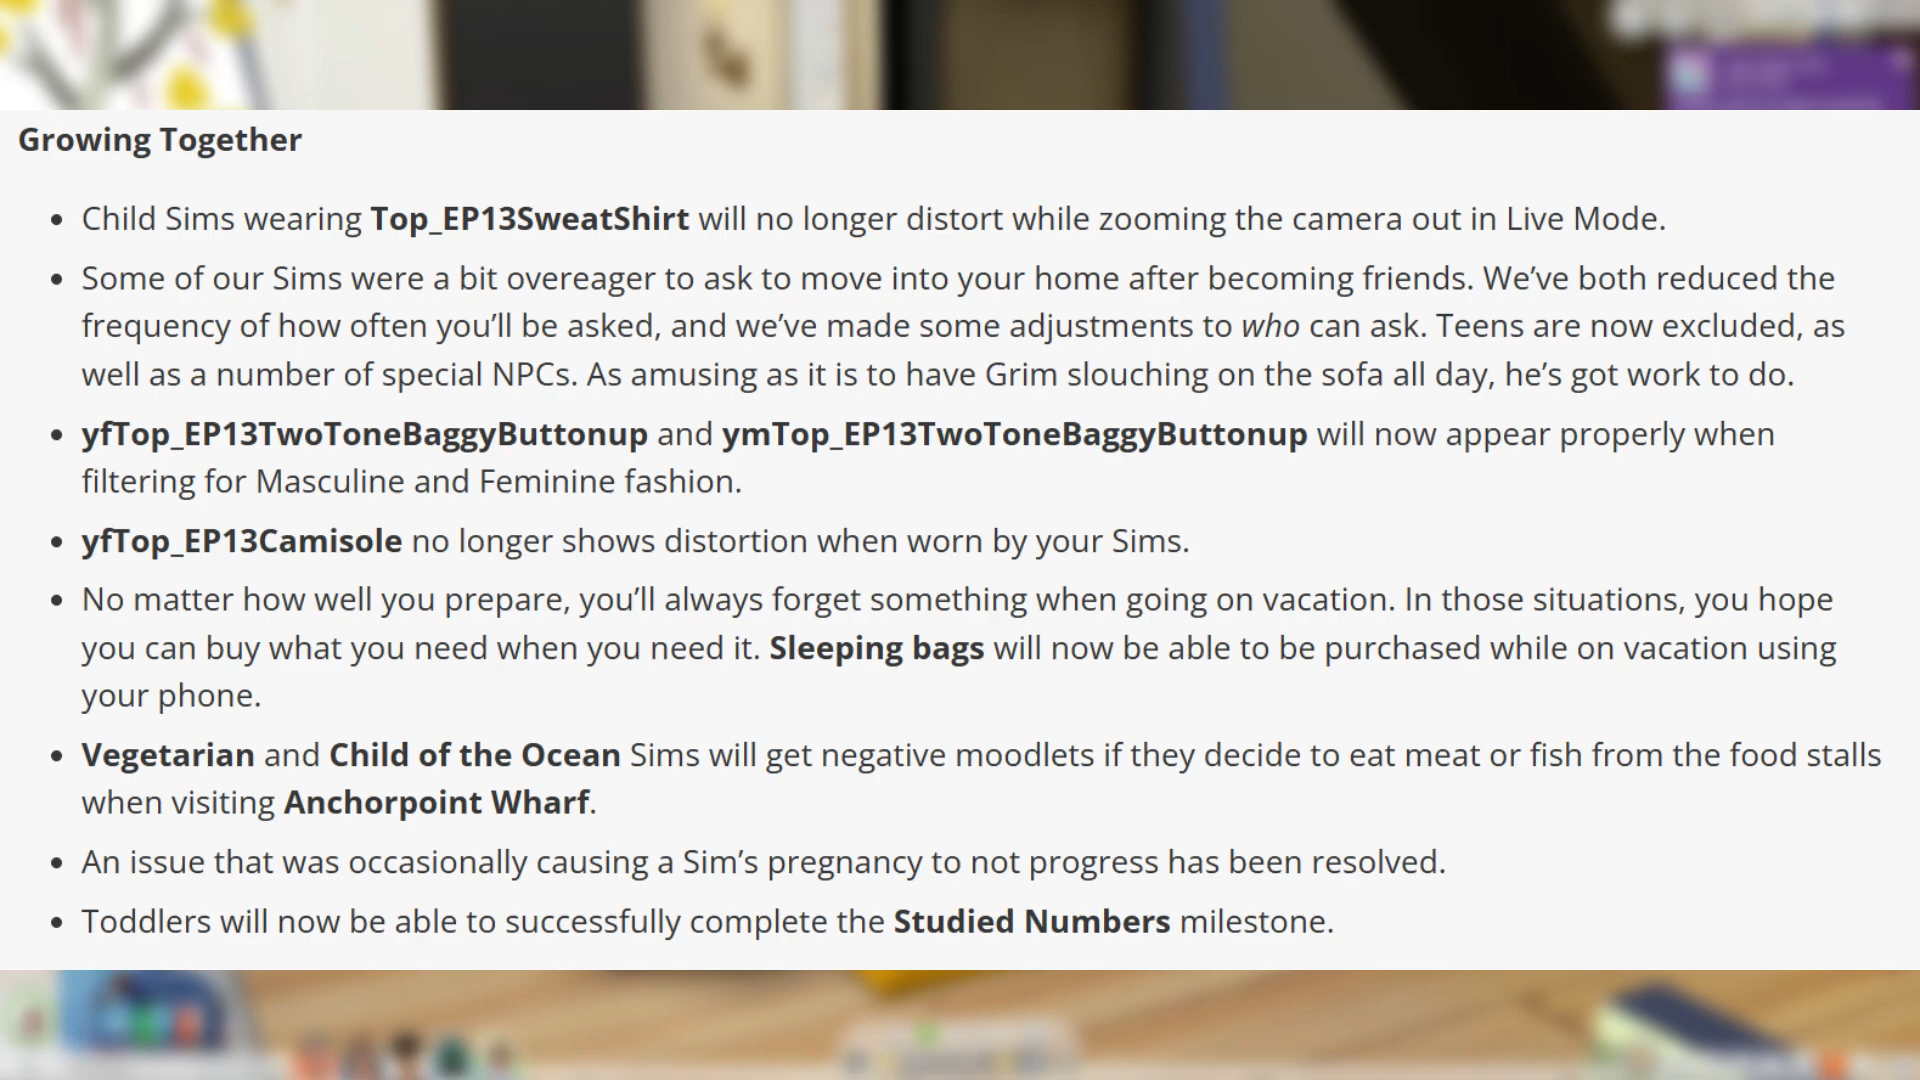 Growing Together
• Child Sims wearing Top_EP13SweatShirt will no longer distort while zooming the camera out in Live Mode.
• Some of our Sims were a bit overeager to ask to move into your home after becoming friends. We’ve both reduced the
frequency of how often you’ll be asked, and we’ve made some adjustments to who can ask. Teens are now excluded, as
well as a number of special NPCs. As amusing as it is to have Grim slouching on the sofa all day, he’s got work to do.
• yfTop_EP13TwoToneBaggyButtonup and ymTop_EP13TwoToneBaggyButtonup will now appear properly when
filtering for Masculine and Feminine fashion.
• yfTop_EP13Camisole no longer shows distortion when worn by your Sims.
• No matter how well you prepare, you’ll always forget something when going on vacation. In those situations, you hope
you can buy what you need when you need it. Sleeping bags will now be able to be purchased while on vacation using
your phone.
• Vegetarian and Child of the Ocean Sims will get negative moodlets if they decide to eat meat or fish from the food stalls
when visiting Anchorpoint Wharf.
• An issue that was occasionally causing a Sim’s pregnancy to not progress has been resolved.
• Toddlers will now be able to successfully complete the Studied Numbers milestone.